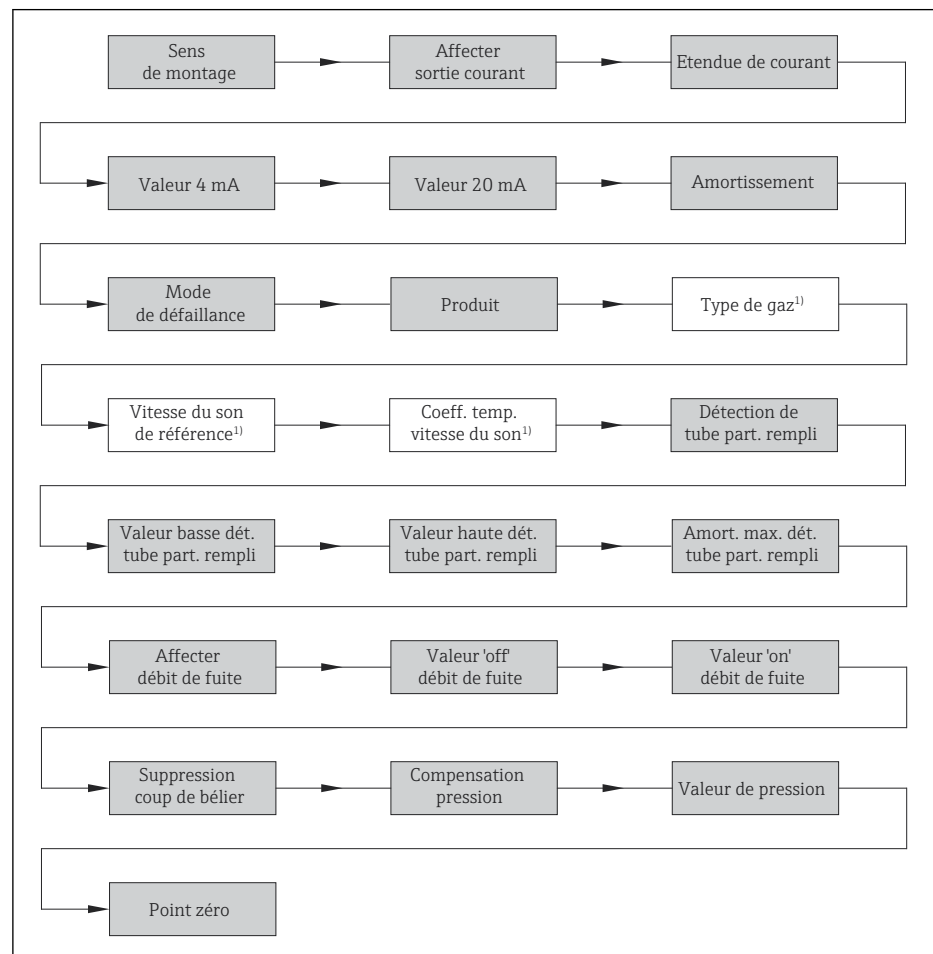 Sens
de montage
Affecter
sortie courant
Etendue de courant
Valeur 4 mA
Valeur 20 mA
Amortissement
Mode
de défaillance
Produit
Type de gaz1)
Vitesse du son
de référence1)
Coeff. temp.
vitesse du son1)
Détection de
tube part. rempli
Valeur basse dét.
tube part. rempli
Valeur haute dét.
tube part. rempli
Amort. max. dét.
tube part. rempli
Affecter
débit de fuite
Valeur 'off'
débit de fuite
Valeur 'on'
débit de fuite
Suppression
coup de bélier
Compensation
pression
Valeur de pression
Point zéro